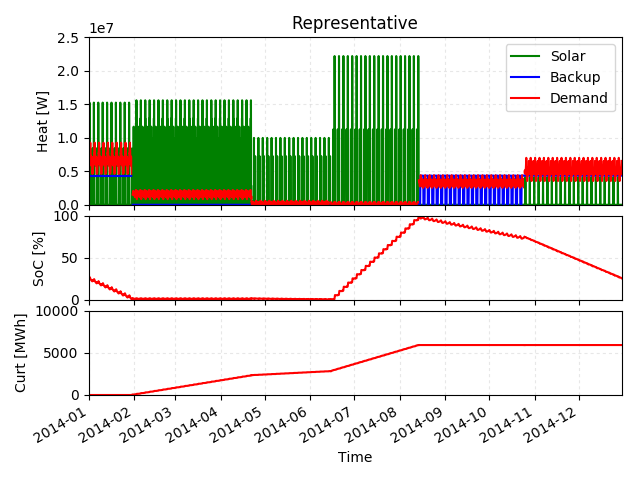 Representative
1e7
2.5
2.0
1.5
1.0
0.5
0.0
Heat [W]
Solar
Backup
Demand
100
50
0
SoC [%]
10000
5000
0
Curt [MWh]
2014-01
2014-02
2014-03
2014-04
2014-05
2014-06
2014-07
2014-08
2014-09
2014-10
2014-11
2014-12
Time